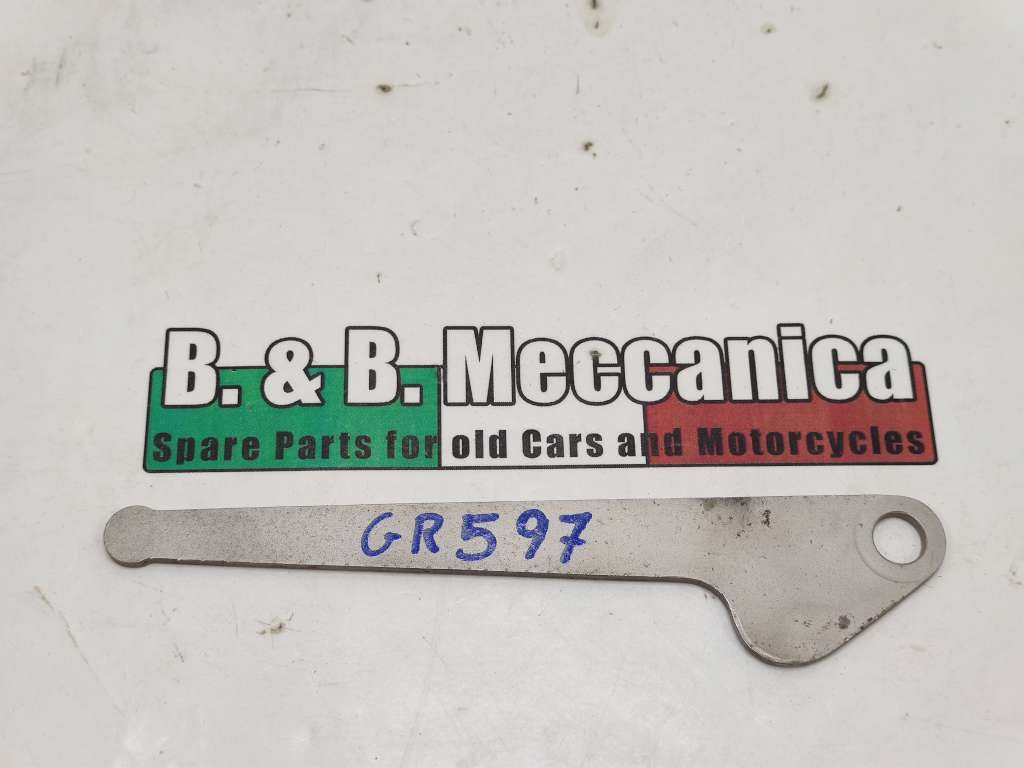 B. & B. Meccanica
Spare Parts for old Cars and Motorcycles
GR597